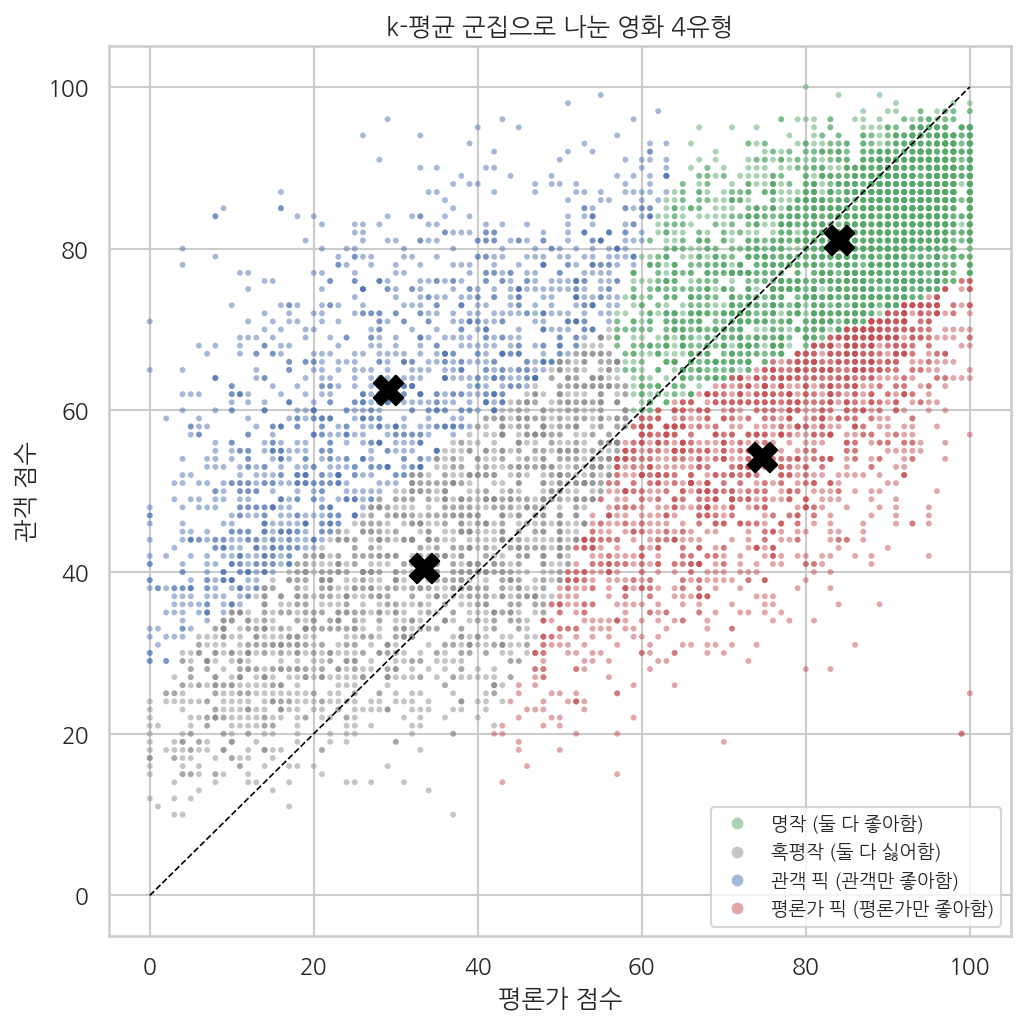 k-평균 군집으로 나눈 영화 4유형
관객 점수
100
80
60
40
20
0
0 20 40 60 80 100
평론가 점수
명작 (둘 다 좋아함)
혹평작 (둘 다 싫어함)
관객 픽 (관객만 좋아함)
평론가 픽 (평론가만 좋아함)